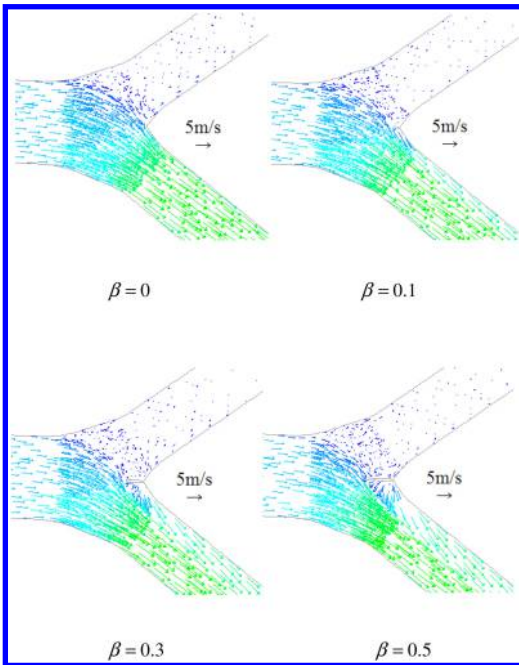 5m/s 5m/s
β = 0 β = 0.1
5m/s 5m/s
β = 0.3 β = 0.5